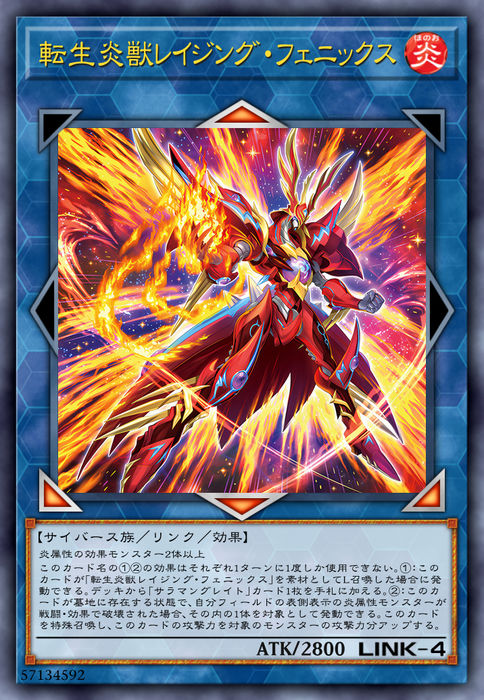 転生炎獣レイジング・フェニックス
ほのお
炎
【サイバース族／リンク／効果】
炎属性の効果モンスター2体以上
このカード名の①②の効果はそれぞれ1ターンに1度しか使用できない。①：この
カードが「転生炎獣レイジング・フェニックス」を素材としてL召喚した場合に発
動できる。デッキから「サラマングレイト」カード1枚を手札に加える。②：このカ
ードが墓地に存在する状態で、自分フィールドの表側表示の炎属性モンスターが
戦闘・効果で破壊された場合、その内の1体を対象として発動できる。このカード
を特殊召喚し、このカードの攻撃力を対象のモンスターの攻撃力分アップする。
ATK/2800 LINK-4
57134592